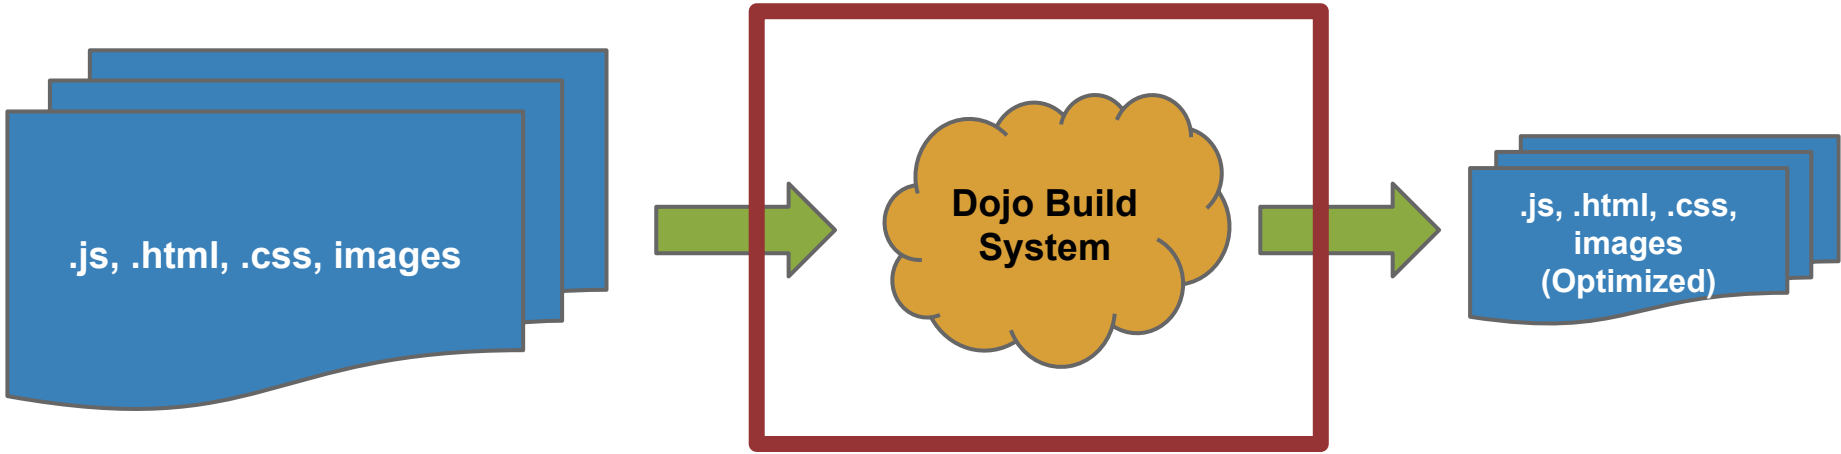 .js, .html, .css, images
Dojo Build
System
.js, .html, .css,
images
(Optimized)